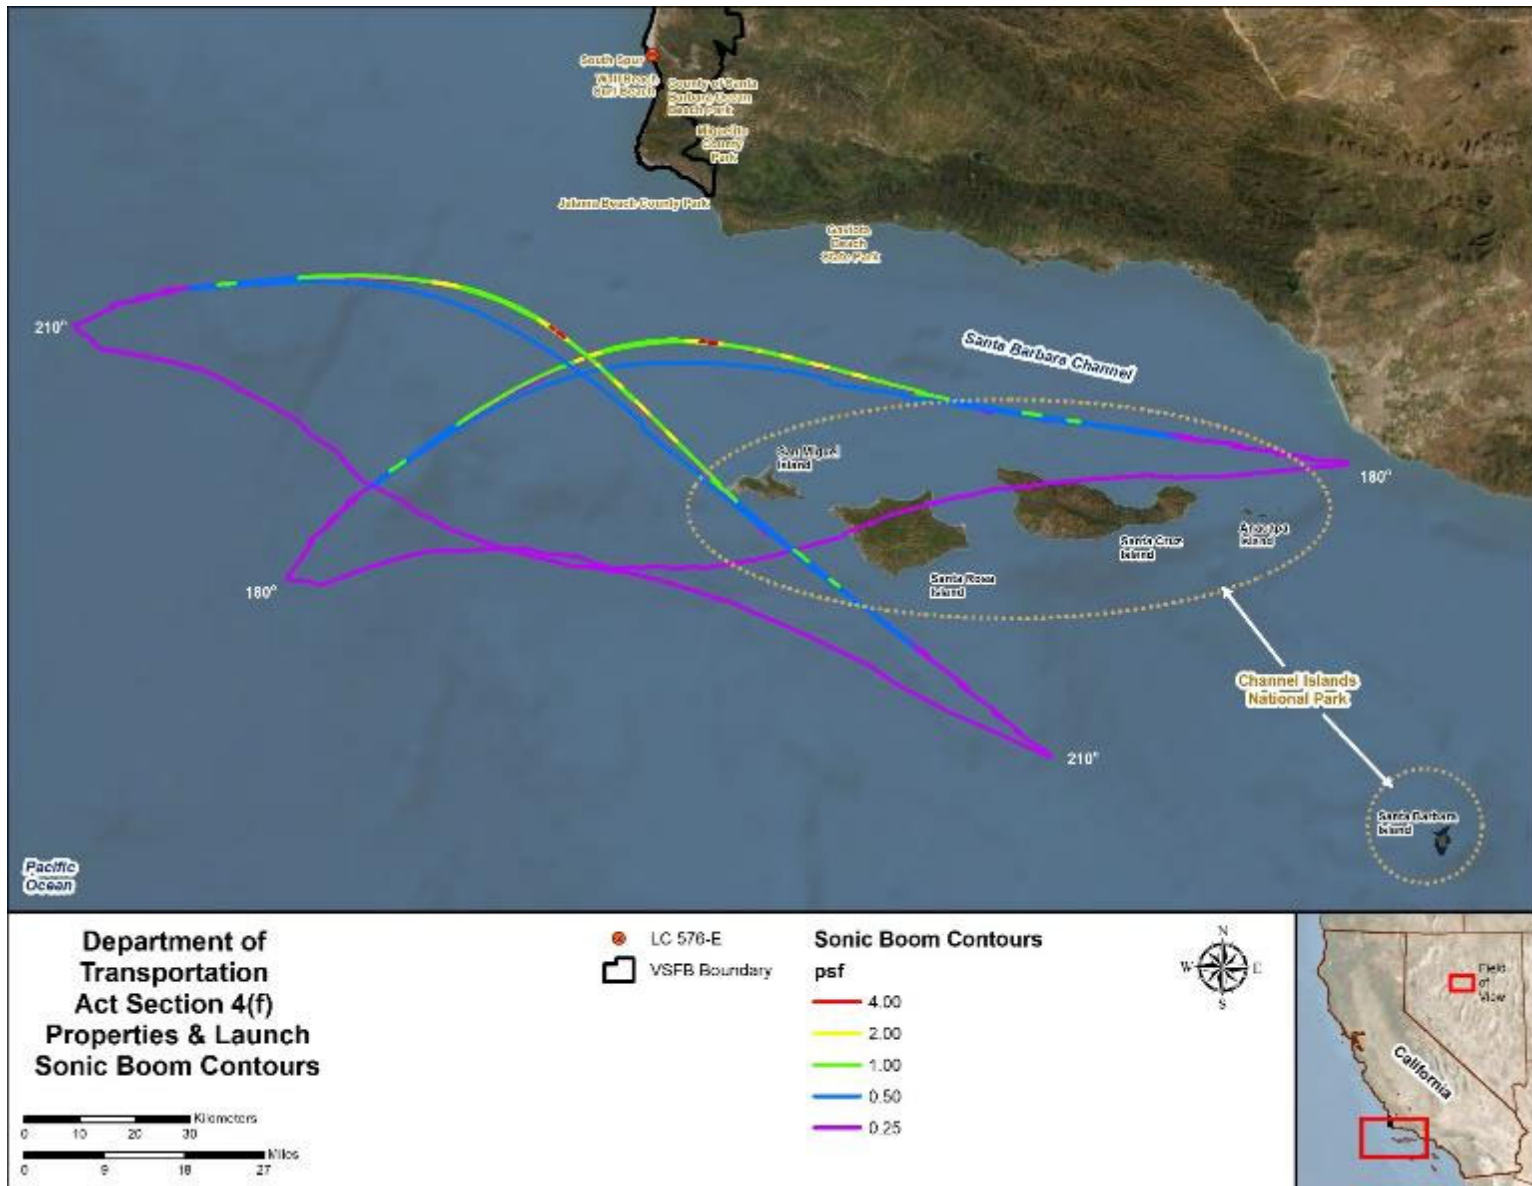 South Spur
Wall Beach
Surf Beach
County of Santa
Barbara Ocean
Beach Park
Miguelito
County
Park
Jalama Beach County Park
Gaviota
Beach
State Park
210°
Santa Barbara Channel
San Miguel
Island
180°
Anacapa
Island
Santa Cruz
Island
Santa Rosa
Island
180°
Channel Islands
National Park
210°
Santa Barbara
Island
Pacific
Ocean
Department of
Transportation
Act Section 4(f)
Properties & Launch
Sonic Boom Contours
Kilometers
0 10 20 30
Miles
0 9 18 27
LC 576-E
VSFB Boundary
Sonic Boom Contours
psf
4.00
2.00
1.00
0.50
0.25
N
W E
S
Field
of
View
California